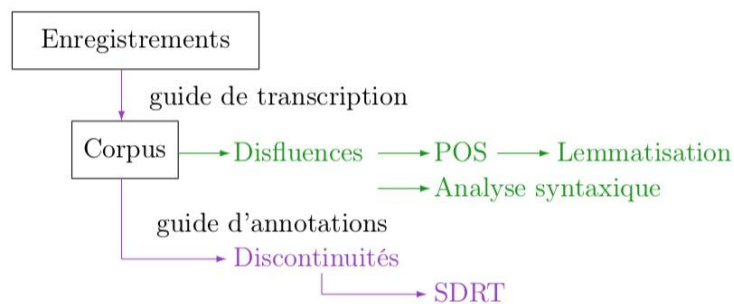 Enregistrements
guide de transcription
Corpus Disfluences POS Lemmatisation
Analyse syntaxique
guide d'annotations
Discontinuités
SDRT